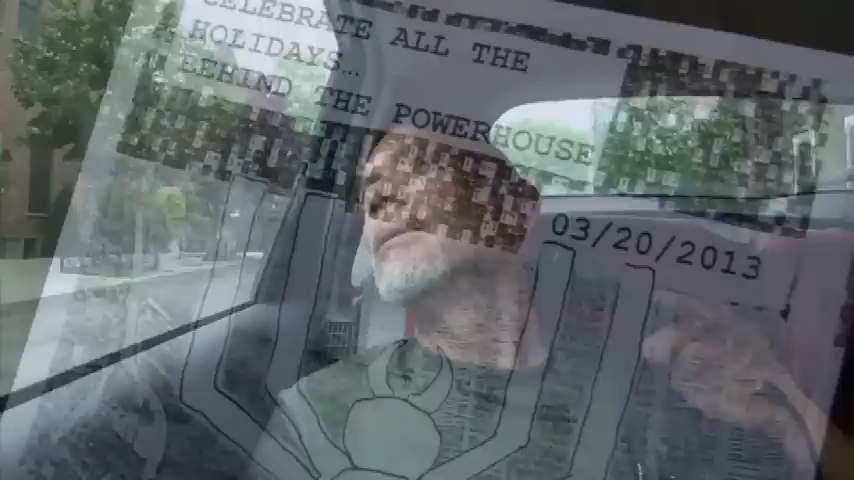 CELEBRATE ALL THE
HOLIDAYS...
BEHIND THE POWERHOUSE
03/20/2013